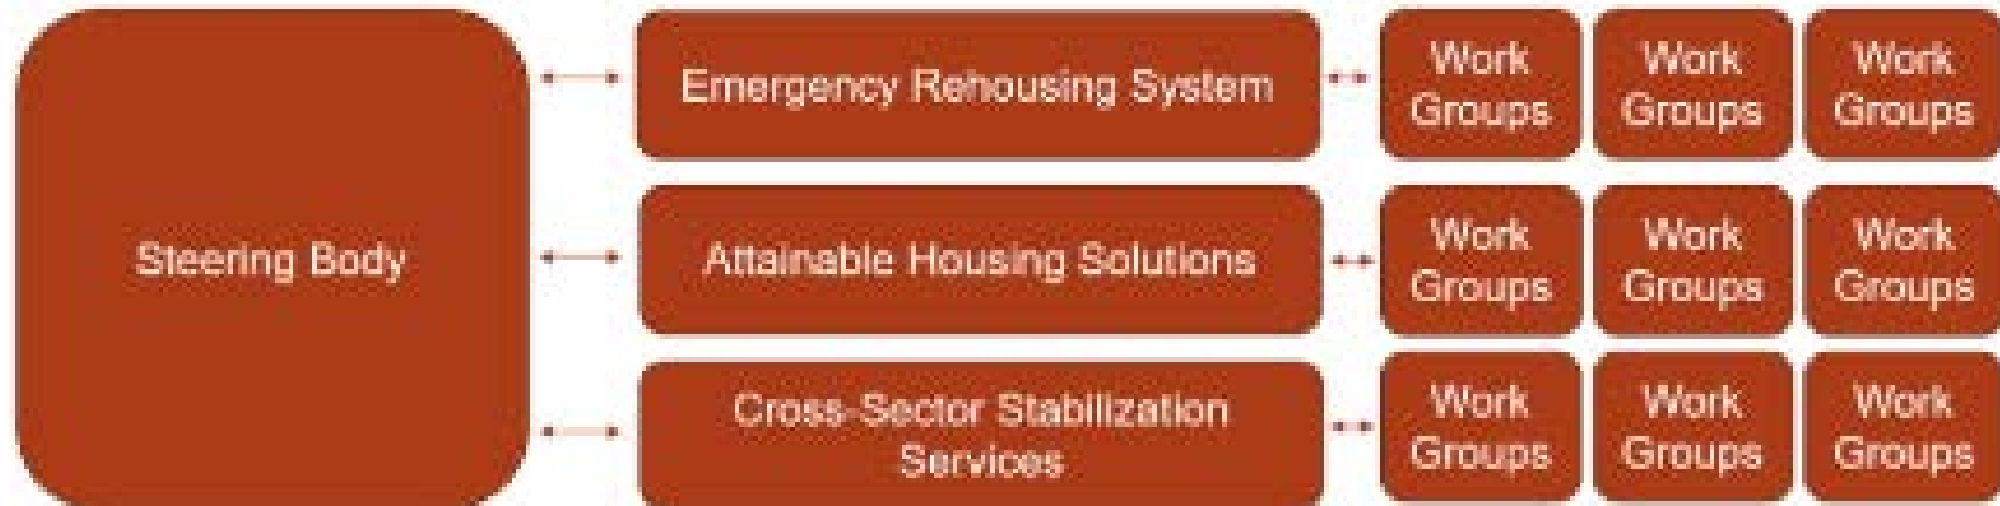 Steering Body
Emergency Rehousing System
Work
Groups
Work
Groups
Work
Groups
Attainable Housing Solutions
Work
Groups
Work
Groups
Work
Groups
Cross-Sector Stabilization
Services
Work
Groups
Work
Groups
Work
Groups